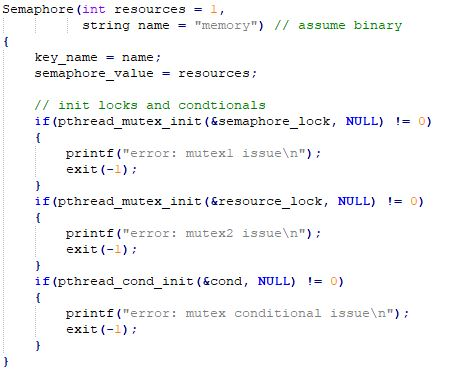 Semaphore(int resources = 1,
          string name = "memory") // assume binary
{
    key_name = name;
    semaphore_value = resources;

    // init locks and condtionals
    if(pthread_mutex_init(&semaphore_lock, NULL) != 0)
    {
        printf("error: mutex1 issue\n");
        exit(-1);
    }
    if(pthread_mutex_init(&resource_lock, NULL) != 0)
    {
        printf("error: mutex2 issue\n");
        exit(-1);
    }
    if(pthread_cond_init(&cond, NULL) != 0)
    {
        printf("error: mutex conditional issue\n");
        exit(-1);
    }
}